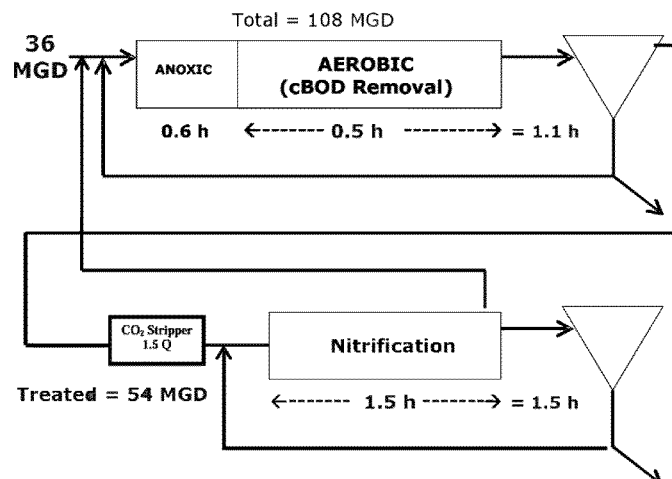 Total = 108 MGD
36
MGD
ANOXIC
AEROBIC
(cBOD Removal)
0.6 h
0.5 h
= 1.1 h
CO₂ Stripper
1.5 Q
Nitrification
Treated = 54 MGD
1.5 h
= 1.5 h